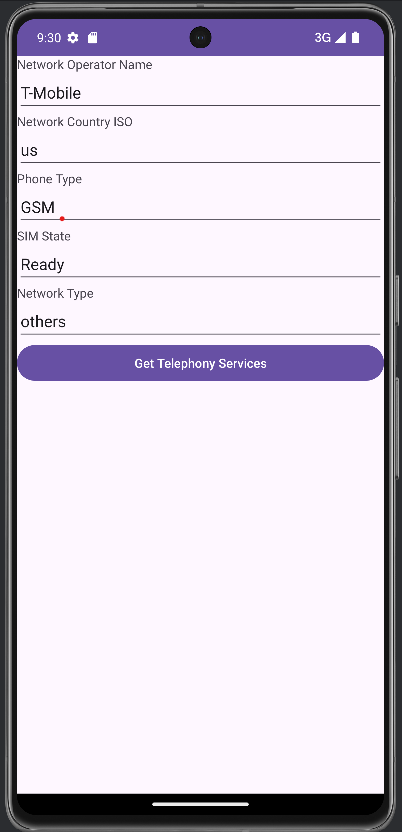 9:30
3G
Network Operator Name
T-Mobile
Network Country ISO
us
Phone Type
GSM
SIM State
Ready
Network Type
others
Get Telephony Services